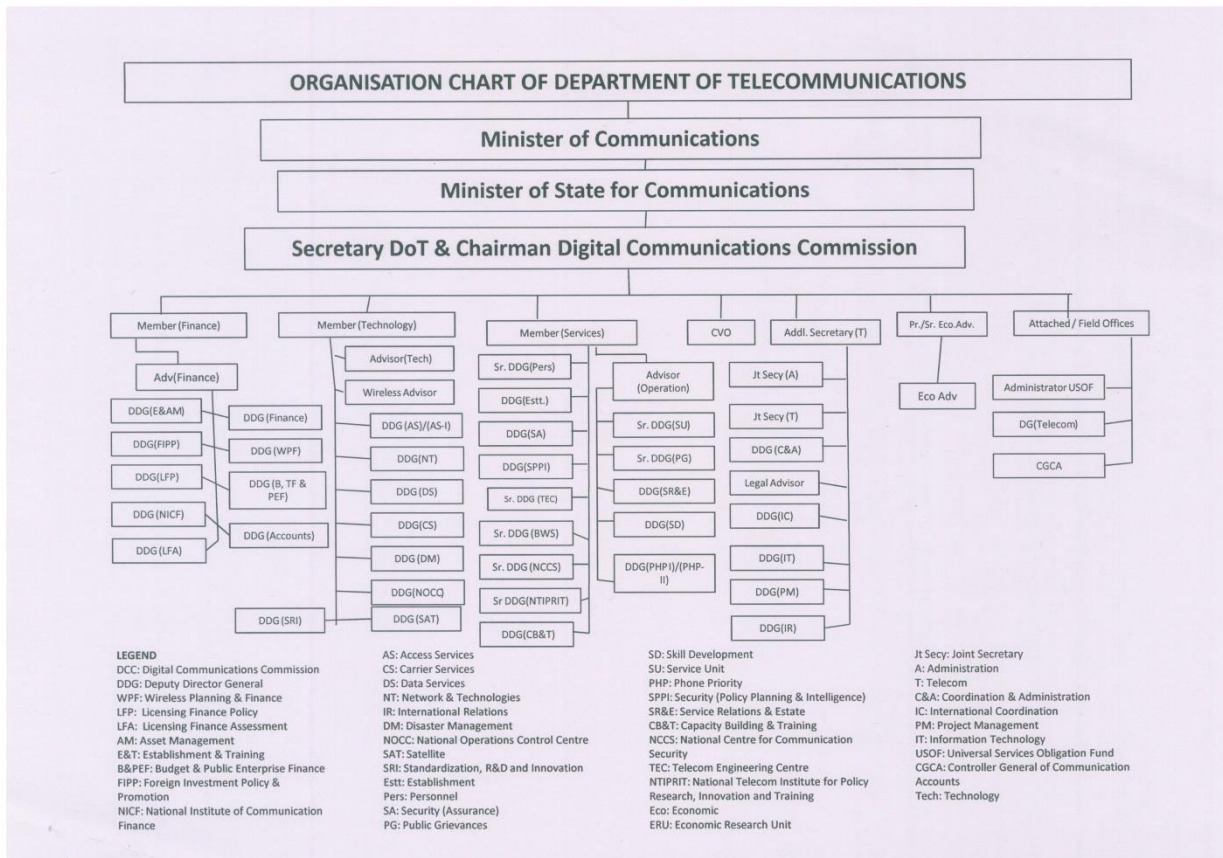 ORGANISATION CHART OF DEPARTMENT OF TELECOMMUNICATIONS
Minister of Communications
Minister of State for Communications
Secretary DoT & Chairman Digital Communications Commission
Member (Finance)
Adv(Finance)
DDG(E&AM)
DDG (Finance)
DDG(FIPP)
DDG (WPF)
DDG(LFP)
DDG (B, TF &
PEF)
DDG (NICF)
DDG (Accounts)
DDG (LFA)
Member (Technology)
Advisor(Tech)
Wireless Advisor
DDG (AS)/(AS-I)
DDG(NT)
DDG (DS)
DDG(CS)
DDG (DM)
DDG(NOCC)
DDG (SRI)
DDG (SAT)
Member (Services)
Sr. DDG(Pers)
DDG(Estt.)
DDG(SA)
DDG(SPPI)
Sr. DDG (TEC)
Sr. DDG (BWS)
Sr. DDG (NCCS)
Sr DDG(NTIPRIT)
DDG(CB&T)
Advisor
(Operation)
Sr. DDG(SU)
Sr. DDG(PG)
DDG(SR&E)
DDG(SD)
DDG(PHP I)/(PHP-
II)
CVO
Addl. Secretary (T)
Jt Secy (A)
Jt Secy (T)
DDG (C&A)
Legal Advisor
DDG(IC)
DDG(IT)
DDG(PM)
DDG(IR)
Pr./Sr. Eco.Adv.
Eco Adv
Attached / Field Offices
Administrator USOF
DG(Telecom)
CGCA
LEGEND
DCC: Digital Communications Commission
DDG: Deputy Director General
WPF: Wireless Planning & Finance
LFP: Licensing Finance Policy
LFA: Licensing Finance Assessment
AM: Asset Management
E&T: Establishment & Training
B&PEF: Budget & Public Enterprise Finance
FIPP: Foreign Investment Policy &
Promotion
NICF: National Institute of Communication
Finance
AS: Access Services
CS: Carrier Services
DS: Data Services
NT: Network & Technologies
IR: International Relations
DM: Disaster Management
NOCC: National Operations Control Centre
SAT: Satellite
SRI: Standardization, R&D and Innovation
Estt: Establishment
Pers: Personnel
SA: Security (Assurance)
PG: Public Grievances
SD: Skill Development
SU: Service Unit
PHP: Phone Priority
SPPI: Security (Policy Planning & Intelligence)
SR&E: Service Relations & Estate
CB&T: Capacity Building & Training
NCCS: National Centre for Communication
Security
TEC: Telecom Engineering Centre
NTIPRIT: National Telecom Institute for Policy
Research, Innovation and Training
Eco: Economic
ERU: Economic Research Unit
Jt Secy: Joint Secretary
A: Administration
T: Telecom
C&A: Coordination & Administration
IC: International Coordination
PM: Project Management
IT: Information Technology
USOF: Universal Services Obligation Fund
CGCA: Controller General of Communication
Accounts
Tech: Technology